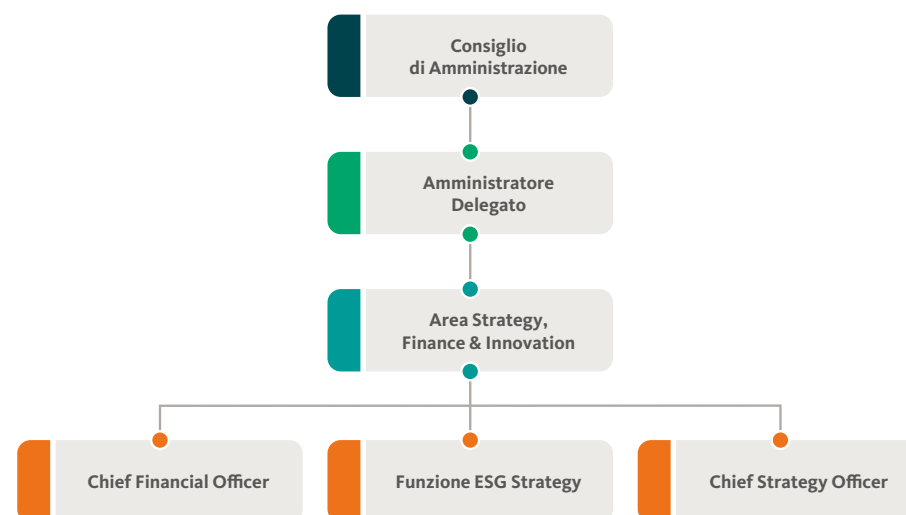 Consiglio
di Amministrazione
Amministratore
Delegato
Area Strategy,
Finance & Innovation
Chief Financial Officer
Funzione ESG Strategy
Chief Strategy Officer